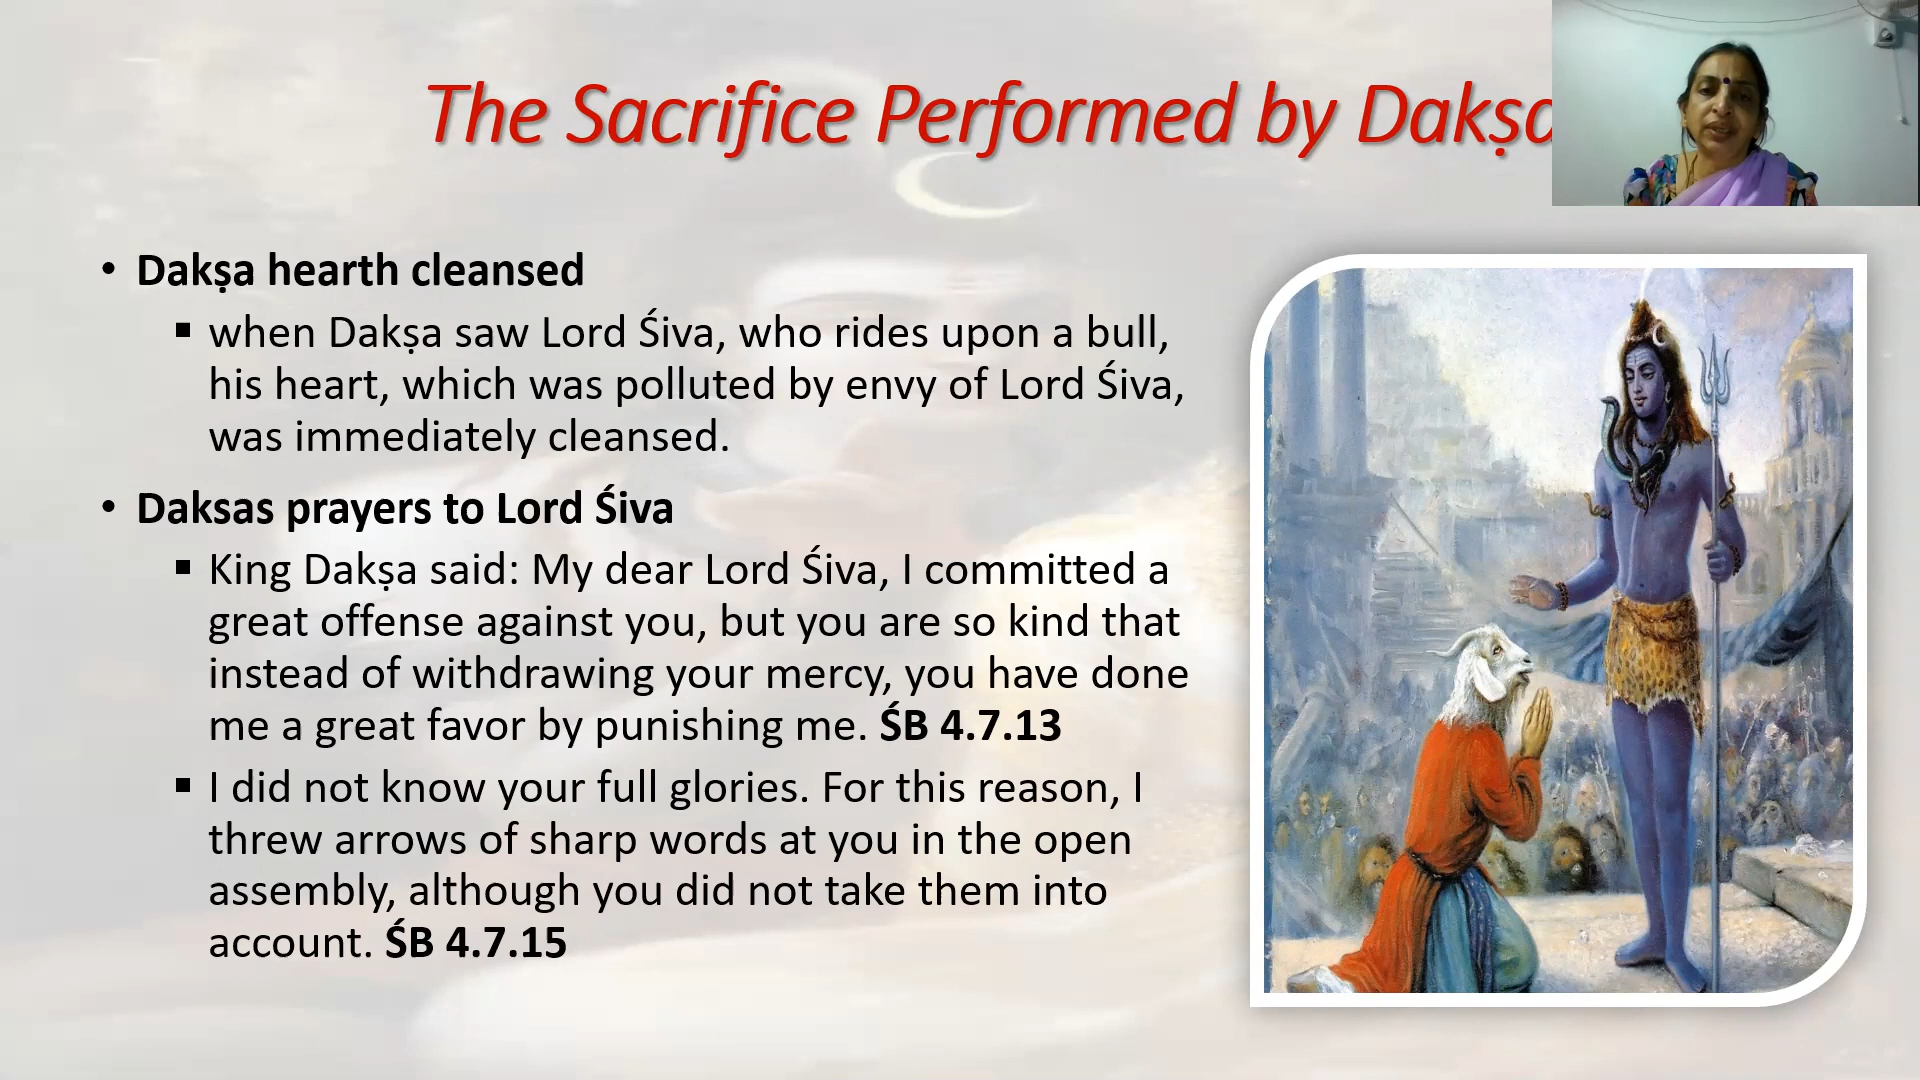 The Sacrifice Performed by Dakṣa
• Dakṣa hearth cleansed
▪ when Dakṣa saw Lord Śiva, who rides upon a bull,
his heart, which was polluted by envy of Lord Śiva,
was immediately cleansed.
• Daksas prayers to Lord Śiva
▪ King Dakṣa said: My dear Lord Śiva, I committed a
great offense against you, but you are so kind that
instead of withdrawing your mercy, you have done
me a great favor by punishing me. ŚB 4.7.13
▪ I did not know your full glories. For this reason, I
threw arrows of sharp words at you in the open
assembly, although you did not take them into
account. ŚB 4.7.15